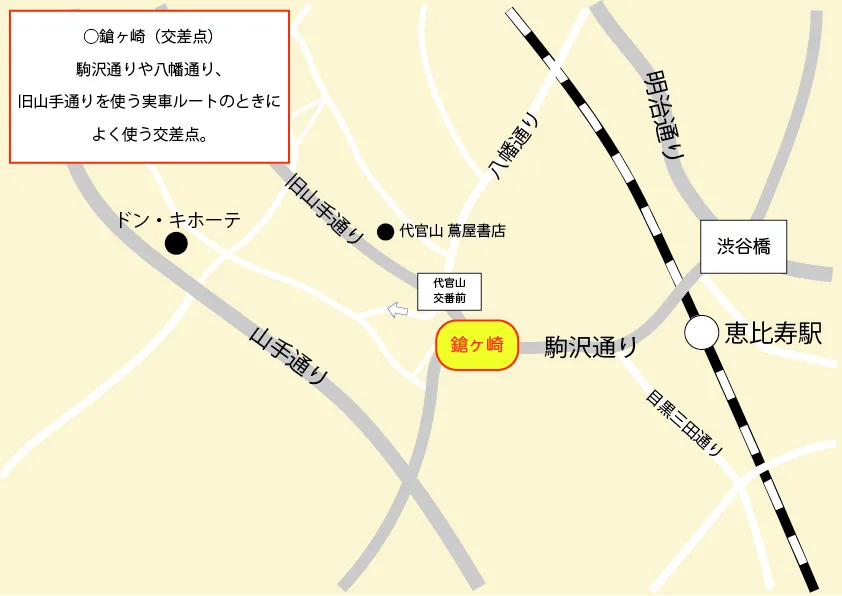 ○鎗ヶ崎（交差点）
駒沢通りや八幡通り、
旧山手通りを使う実車ルートのときに
よく使う交差点。
明治通り
八幡通り
旧山手通り
ドン・キホーテ
代官山 蔦屋書店
渋谷橋
代官山
交番前
鎗ヶ崎
駒沢通り
恵比寿駅
山手通り
目黒三田通り